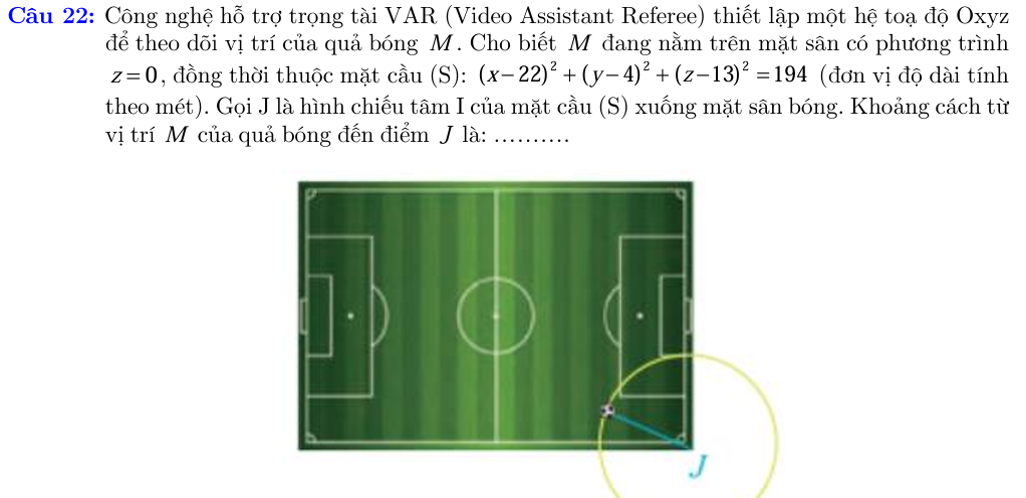 Câu 22: Công nghệ hỗ trợ trọng tài VAR (Video Assistant Referee) thiết lập một hệ toạ độ Oxyz
để theo dõi vị trí của quả bóng M. Cho biết M đang nằm trên mặt sân có phương trình
z=0, đồng thời thuộc mặt cầu (S): (x−22)² + (y−4)² + (z−13)² = 194 (đơn vị độ dài tính
theo mét). Gọi J là hình chiếu tâm I của mặt cầu (S) xuống mặt sân bóng. Khoảng cách từ
vị trí M của quả bóng đến điểm J là: ..........
J